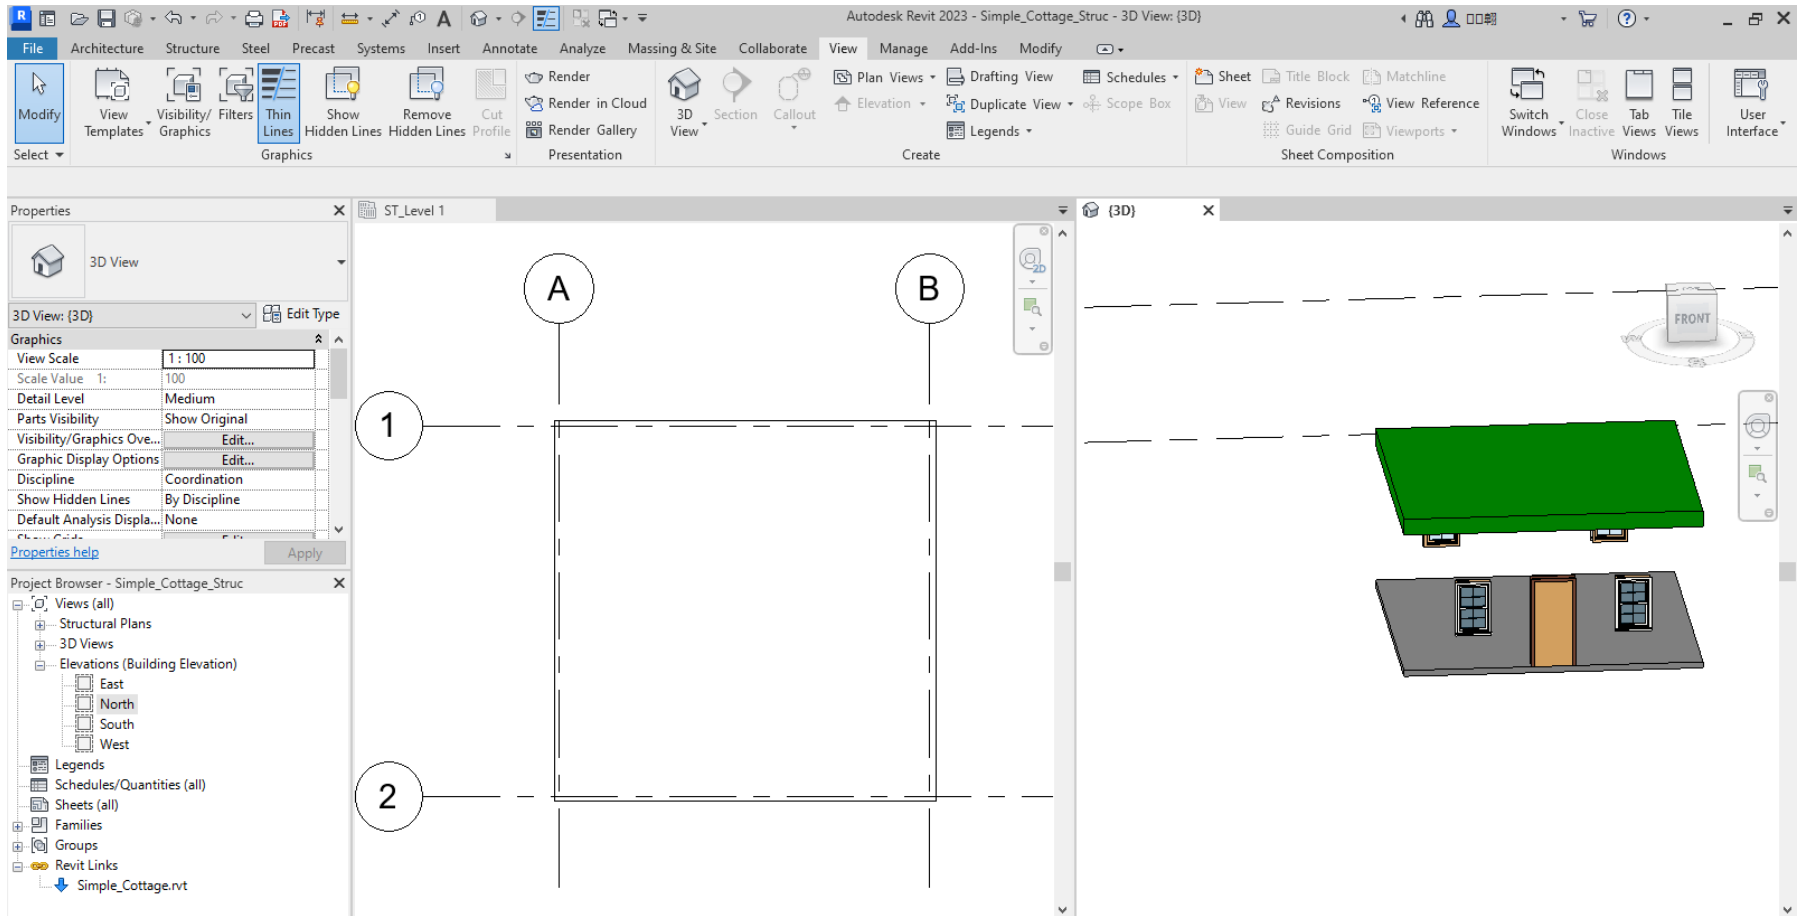 Autodesk Revit 2023 - Simple_Cottage_Struc - 3D View: {3D}
File Architecture Structure Steel Precast Systems Insert Annotate Analyze Massing & Site Collaborate View Manage Add-Ins Modify
Modify
View Templates
Visibility/ Graphics
Filters
Thin Lines
Show Hidden Lines
Remove Hidden Lines
Cut Profile
Render
Render in Cloud
Render Gallery
3D View
Section
Callout
Plan Views
Elevation
Drafting View
Duplicate View
Legends
Schedules
Scope Box
Sheet
View
Title Block
Revisions
Guide Grid
Matchline
View Reference
Viewports
Switch Windows
Close Inactive
Tab Views
Tile Views
User Interface
Select Graphics Presentation Create Sheet Composition Windows
Properties
3D View
3D View: {3D} Edit Type
Graphics
View Scale 1 : 100
Scale Value 1: 100
Detail Level Medium
Parts Visibility Show Original
Visibility/Graphics Ove... Edit...
Graphic Display Options Edit...
Discipline Coordination
Show Hidden Lines By Discipline
Default Analysis Displa... None
Properties help Apply
Project Browser - Simple_Cottage_Struc
Views (all)
Structural Plans
3D Views
Elevations (Building Elevation)
East
North
South
West
Legends
Schedules/Quantities (all)
Sheets (all)
Families
Groups
Revit Links
Simple_Cottage.rvt
ST_Level 1
A B
1
2
2D
{3D}
FRONT